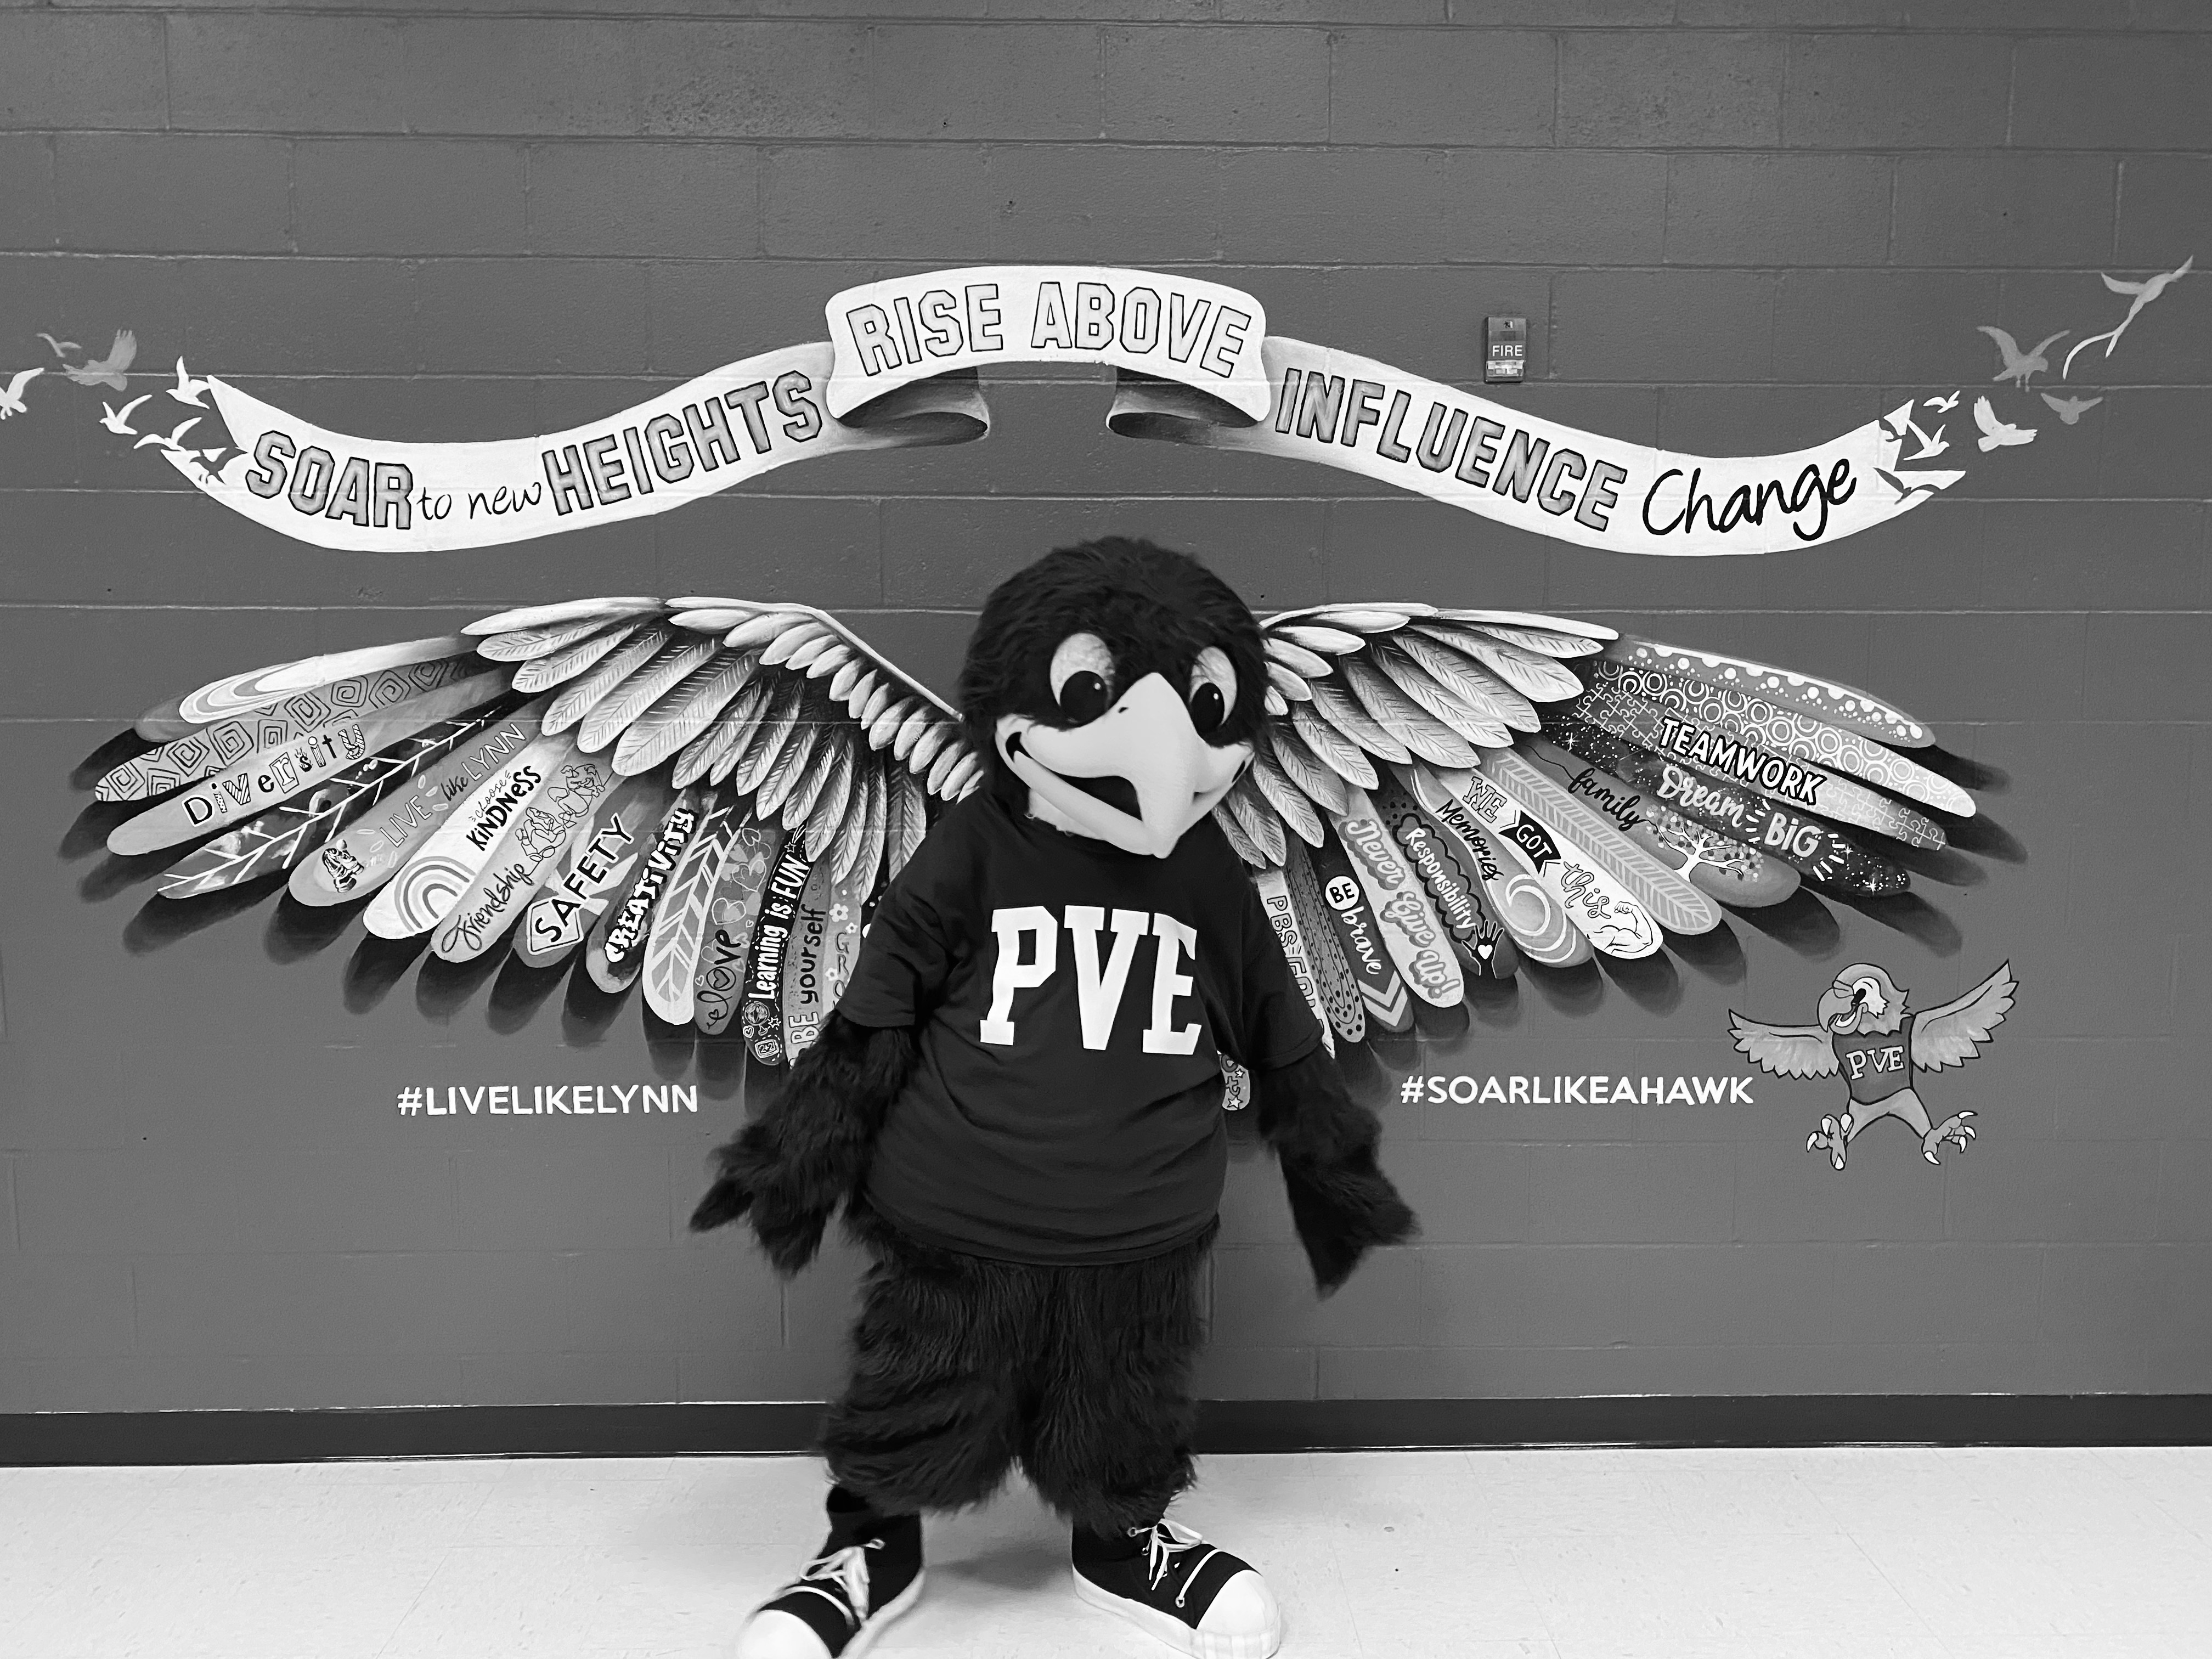 RISE ABOVE
SOAR to new HEIGHTS
INFLUENCE Change
FIRE
Diversity
LIVE like LYNN
CHOOSE
KINDNESS
Friendship
SAFETY
CREATIVITY
love
Learning is FUN
BE yourself
BE brave
Never Give Up!
Responsibility
Memories
WE GOT this
family
Dream BIG
TEAMWORK
PVE
#LIVELIKELYNN
#SOARLIKEAHAWK
PVE